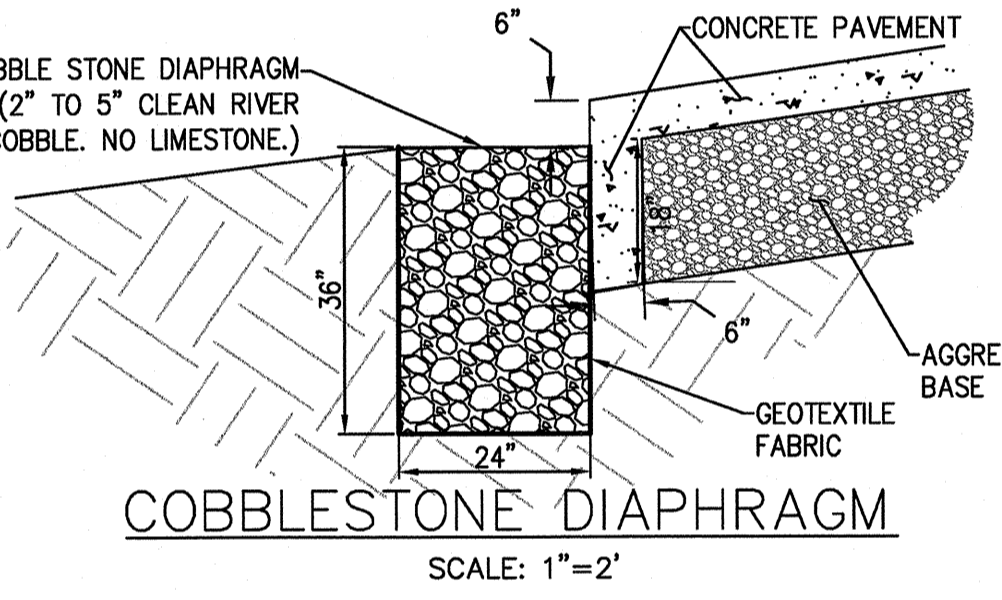 6"
CONCRETE PAVEMENT
BBLE STONE DIAPHRAGM
(2" TO 5" CLEAN RIVER
COBBLE. NO LIMESTONE.)
18"
36"
6"
AGGRE
BASE
GEOTEXTILE
FABRIC
24"
COBBLESTONE DIAPHRAGM
SCALE: 1"=2'